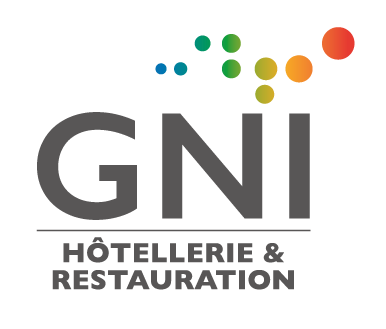 GNI
HÔTELLERIE &
RESTAURATION